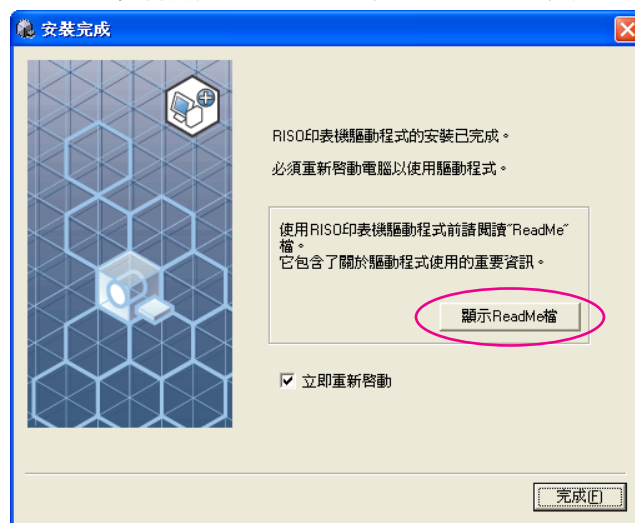 安裝完成
RISO印表機驅動程式的安裝已完成。
必須重新啓動電腦以使用驅動程式。
使用RISO印表機驅動程式前請閱讀"ReadMe"
檔。
它包含了關於驅動程式使用的重要資訊。
顯示ReadMe檔
立即重新啓動
完成(F)